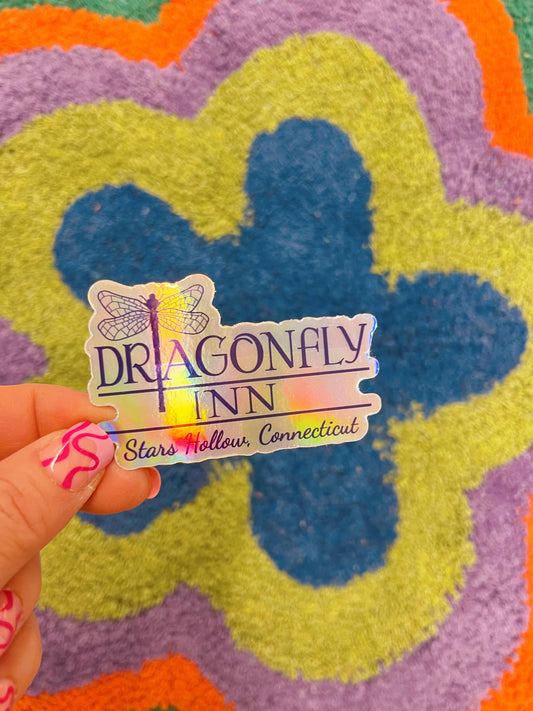 DRAGONFLY
INN
Stars Hollow, Connecticut